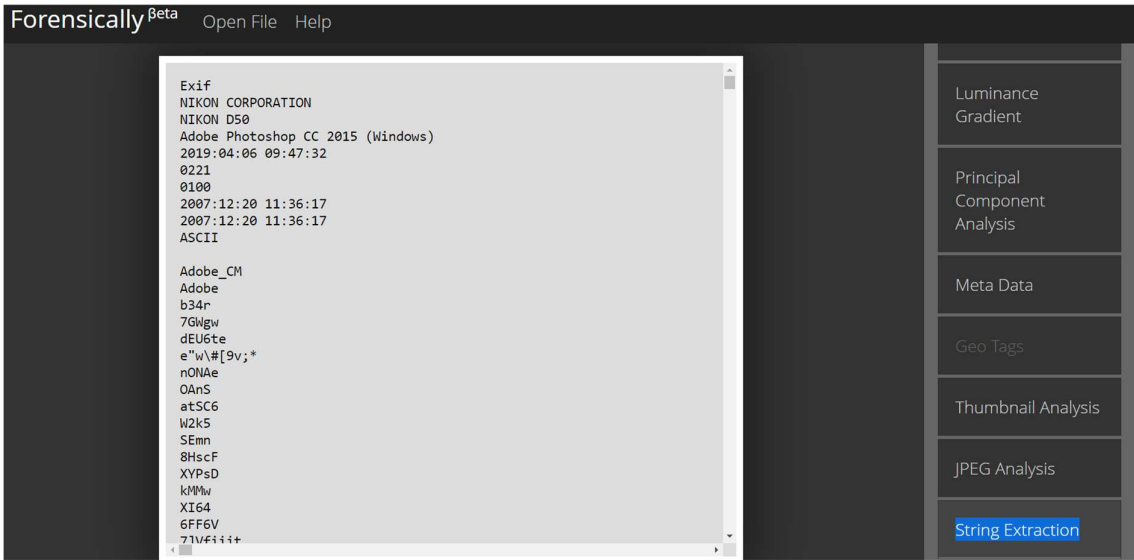 Forensically βeta Open File Help
Exif
NIKON CORPORATION
NIKON D50
Adobe Photoshop CC 2015 (Windows)
2019:04:06 09:47:32
0221
0100
2007:12:20 11:36:17
2007:12:20 11:36:17
ASCII
Adobe_CM
Adobe
b34r
7GWgw
dEU6te
e"w\#[9v;*
nONAe
OAnS
atSC6
W2k5
SEmn
8HscF
XYPsD
kMMw
XI64
6FF6V
Luminance
Gradient
Principal
Component
Analysis
Meta Data
Geo Tags
Thumbnail Analysis
JPEG Analysis
String Extraction